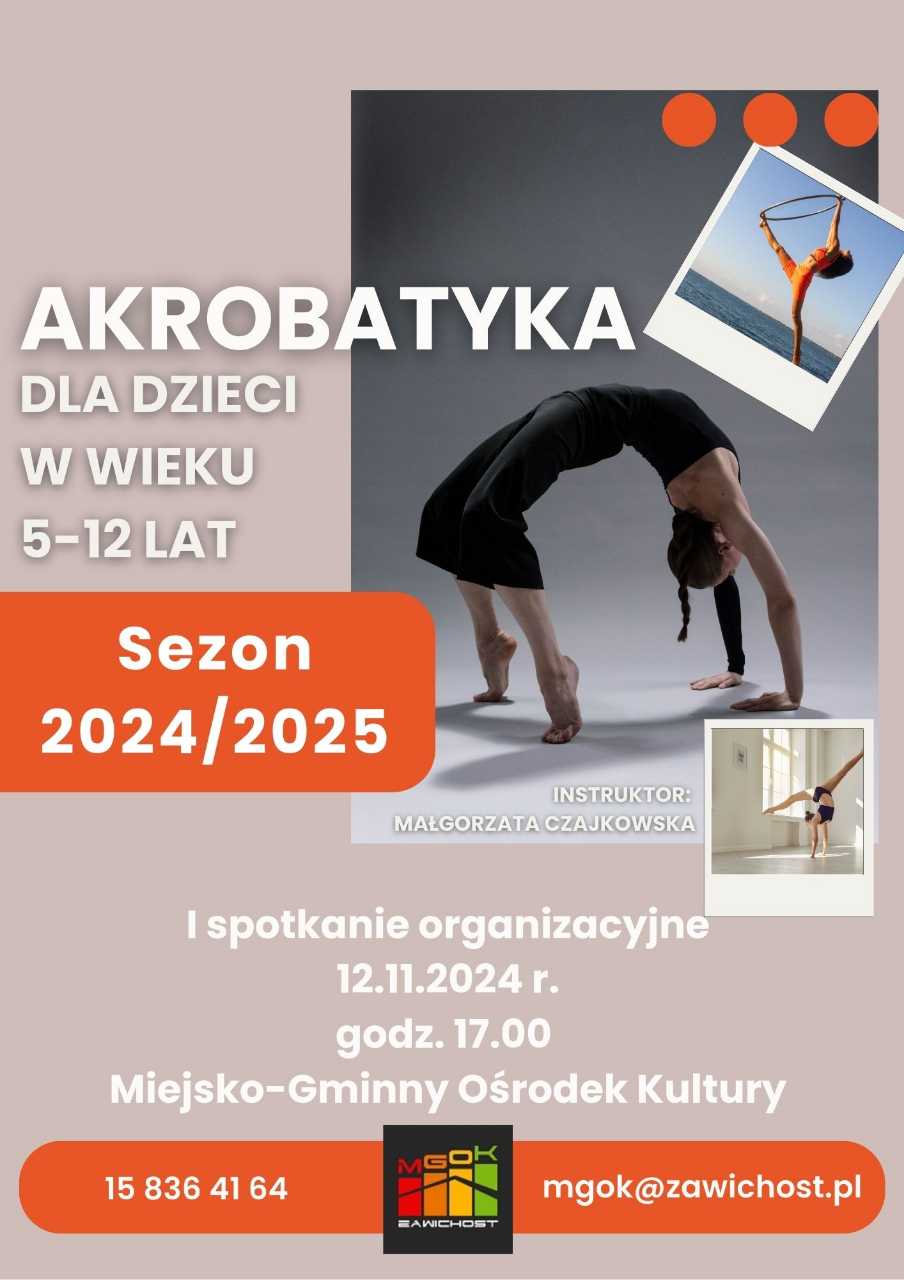 AKROBATYKA
DLA DZIECI
W WIEKU
5-12 LAT
Sezon
2024/2025
INSTRUKTOR:
MAŁGORZATA CZAJKOWSKA
I spotkanie organizacyjne
12.11.2024 r.
godz. 17.00
Miejsko-Gminny Ośrodek Kultury
15 836 41 64
MGOK
ZAWICHOST
mgok@zawichost.pl